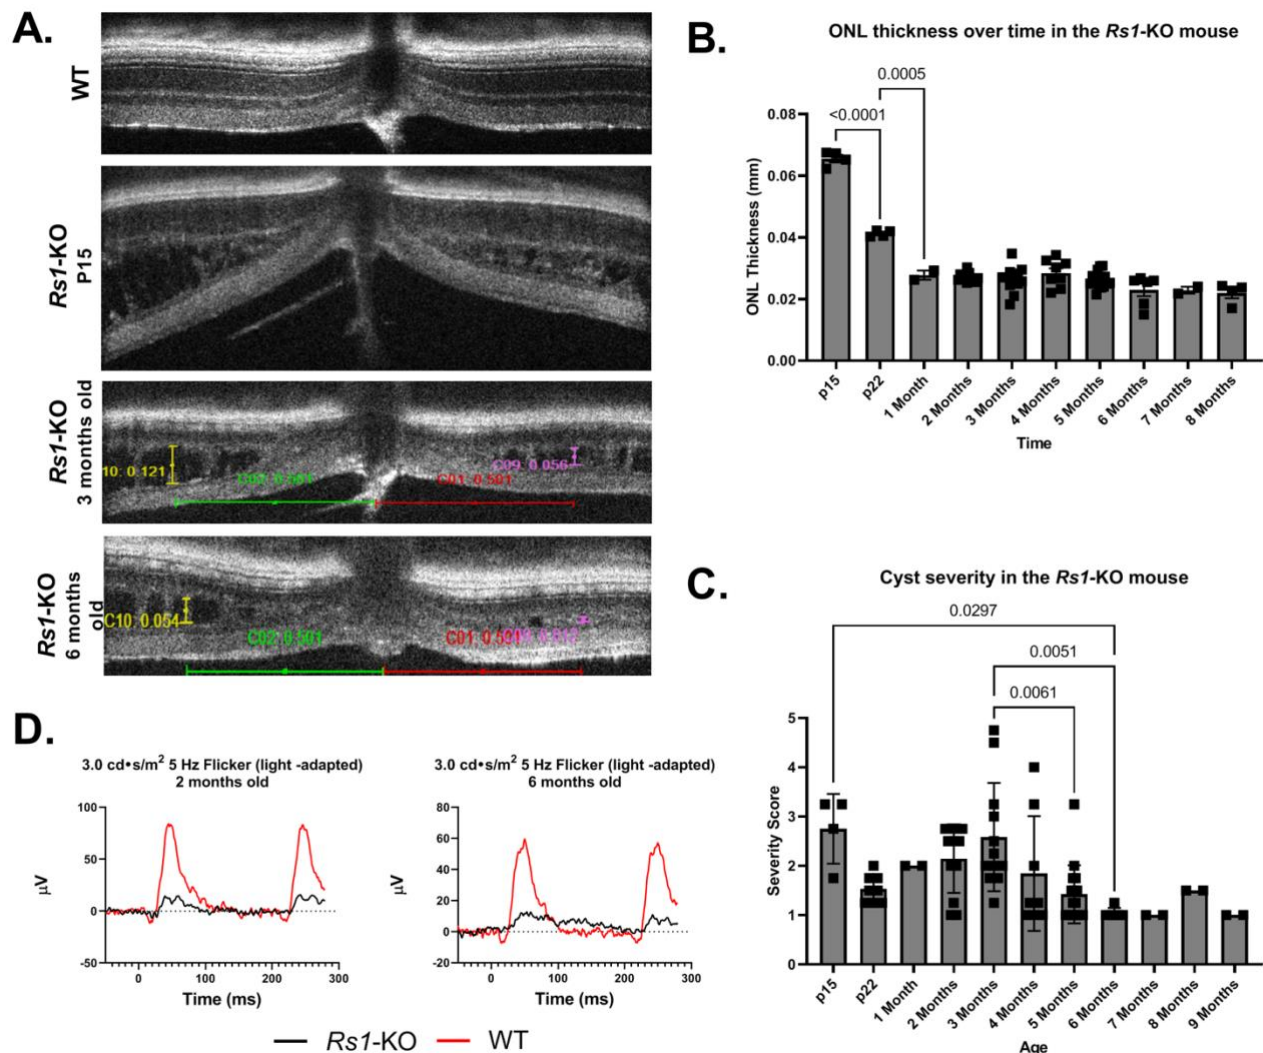 A.
WT
Rs1-KO
P15
Rs1-KO
3 months old
10: 0.121
C09: 0.056
C01: 0.501
Rs1-KO
6 months
old
C10: 0.054
C02: 0.501
C01:
B.
ONL thickness over time in the Rs1-KO mouse
0.0005
<0.0001
0.08
0.06
0.04
0.02
0.00
ONL Thickness (mm)
p15
p22
1 Month
2 Months
3 Months
4 Months
5 Months
6 Months
7 Months
8 Months
Time
C.
Cyst severity in the Rs1-KO mouse
0.0297
0.0051
0.0061
5
4
3
2
1
0
Severity Score
p15
p22
1 Month
2 Months
3 Months
4 Months
5 Months
6 Months
7 Months
8 Months
9 Months
Age
D.
3.0 cd•s/m² 5 Hz Flicker (light -adapted)
2 months old
100
50
0
-50
µV
0
100
200
300
Time (ms)
3.0 cd•s/m² 5 Hz Flicker (light -adapted)
6 months old
80
60
40
20
0
-20
µV
0
100
200
300
Time (ms)
Rs1-KO
WT